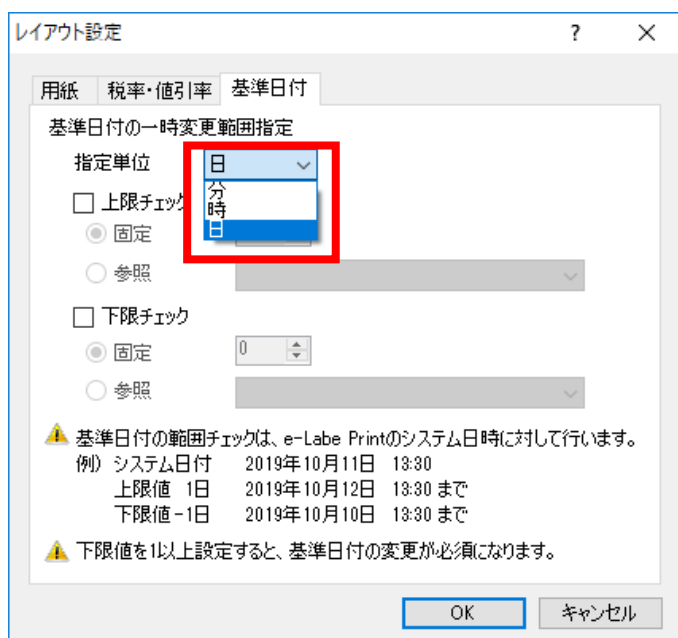 レイアウト設定
用紙 税率・値引率 基準日付
基準日付の一時変更範囲指定
指定単位 日
分
時
日
上限チェック
固定
参照
下限チェック
固定 0
参照
基準日付の範囲チェックは、e-Labe Printのシステム日時に対して行います。
例) システム日付 2019年10月11日 13:30
上限値 1日 2019年10月12日 13:30 まで
下限値-1日 2019年10月10日 13:30 まで
下限値を1以上設定すると、基準日付の変更が必須になります。
OK キャンセル